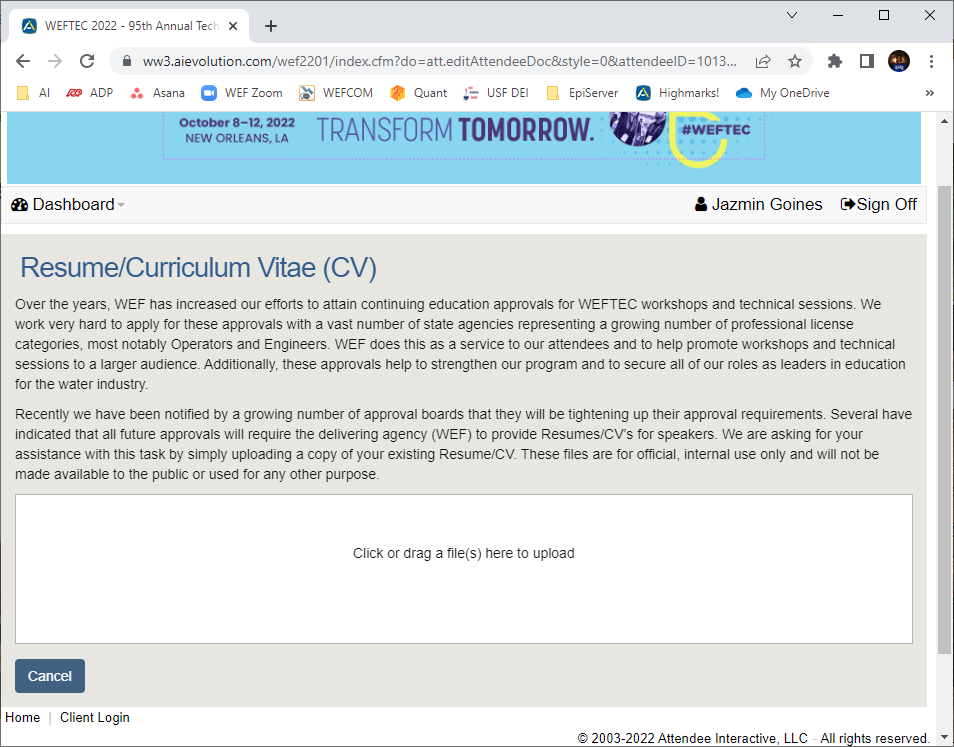 WEFTEC 2022 - 95th Annual Tech
ww3.aievolution.com/wef2201/index.cfm?do=att.editAttendeeDoc&style=0&attendeeID=1013...
AI ADP Asana WEF Zoom WEFCOM Quant USF DEI EpiServer Highmarks! My OneDrive »
October 8–12, 2022
NEW ORLEANS, LA
TRANSFORM TOMORROW.
#WEFTEC
Dashboard Jazmin Goines Sign Off
Resume/Curriculum Vitae (CV)
Over the years, WEF has increased our efforts to attain continuing education approvals for WEFTEC workshops and technical sessions. We
work very hard to apply for these approvals with a vast number of state agencies representing a growing number of professional license
categories, most notably Operators and Engineers. WEF does this as a service to our attendees and to help promote workshops and technical
sessions to a larger audience. Additionally, these approvals help to strengthen our program and to secure all of our roles as leaders in education
for the water industry.
Recently we have been notified by a growing number of approval boards that they will be tightening up their approval requirements. Several have
indicated that all future approvals will require the delivering agency (WEF) to provide Resumes/CV's for speakers. We are asking for your
assistance with this task by simply uploading a copy of your existing Resume/CV. These files are for official, internal use only and will not be
made available to the public or used for any other purpose.
Click or drag a file(s) here to upload
Cancel
Home | Client Login
© 2003-2022 Attendee Interactive, LLC - All rights reserved.